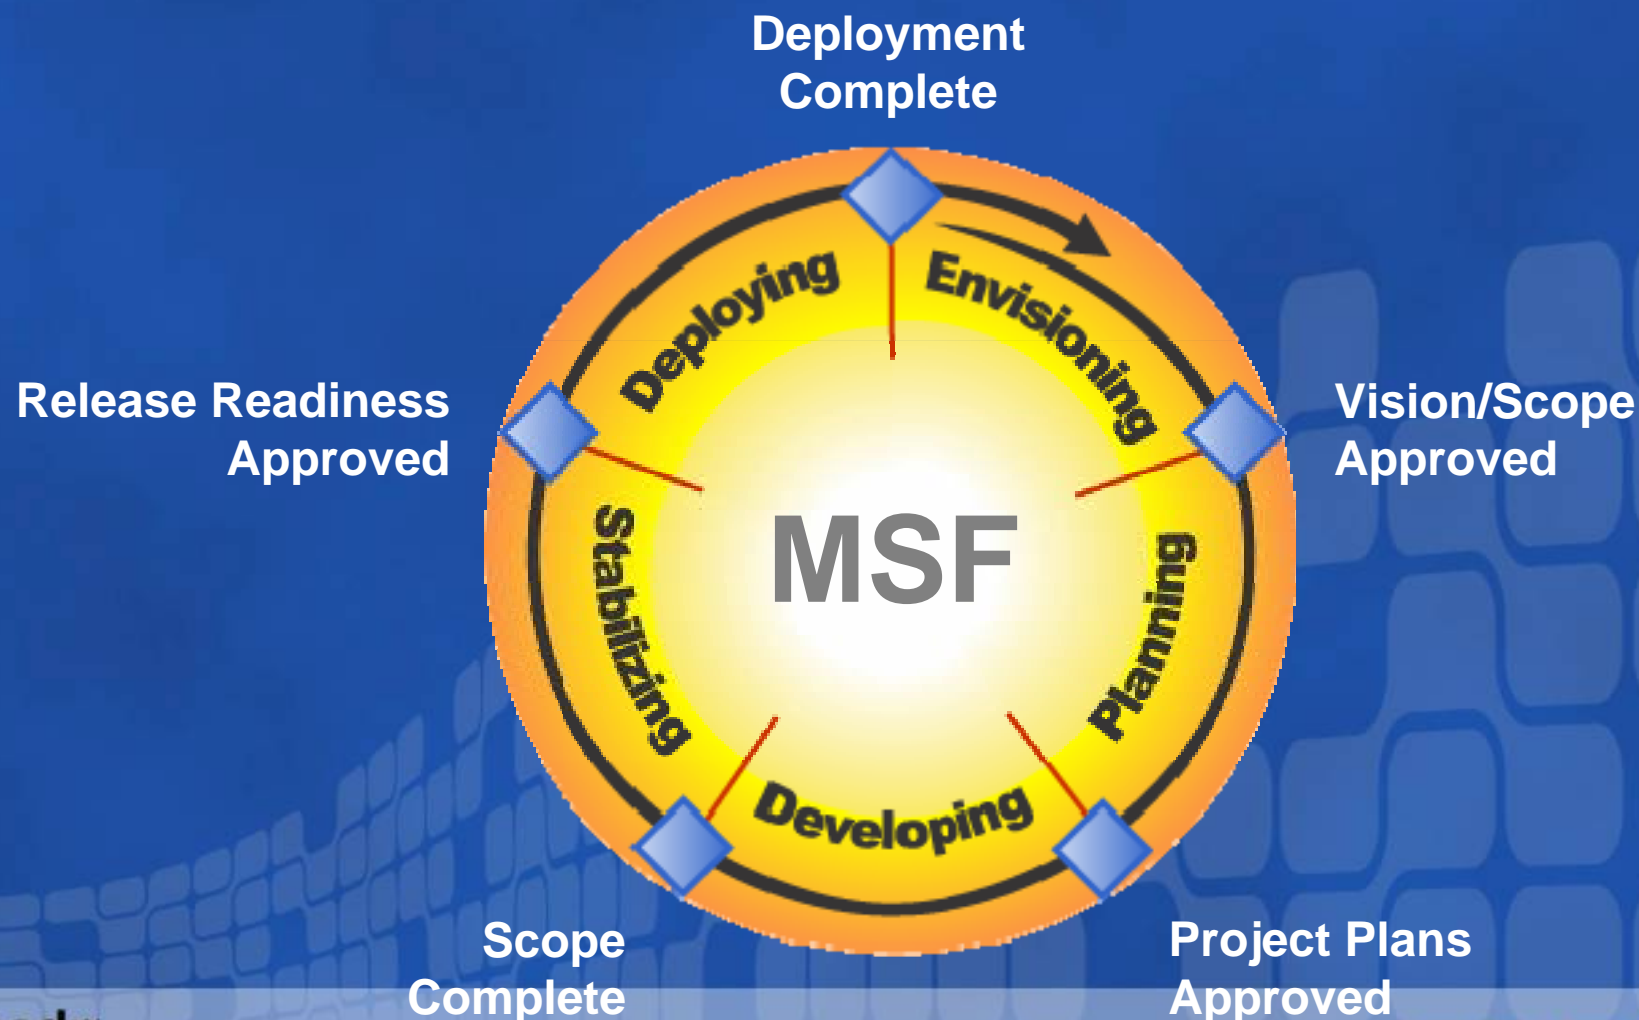 Deployment
Complete
Deploying
Envisioning
Release Readiness
Approved
Vision/Scope
Approved
MSF
Stabilizing
Planning
Developing
Scope
Complete
Project Plans
Approved